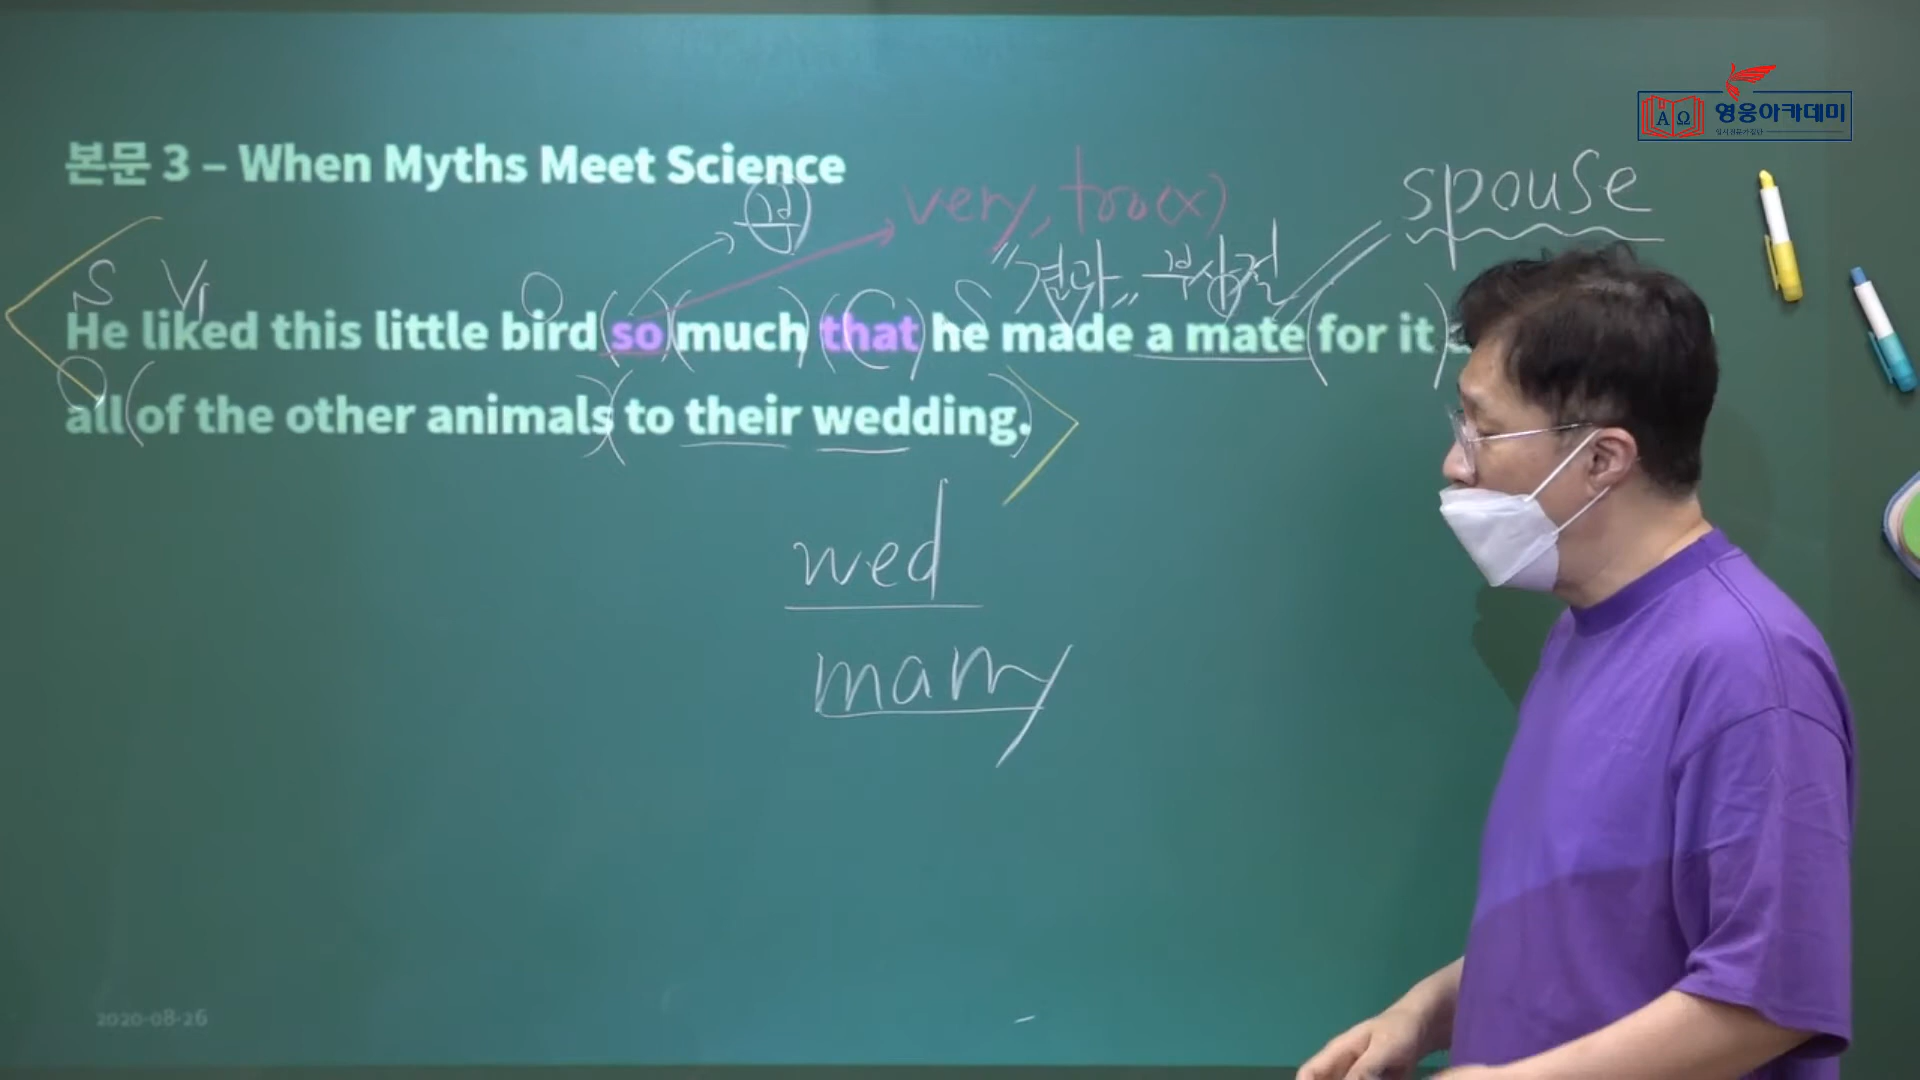 영웅아카데미
본문 3 – When Myths Meet Science
very, too(x)
spouse
"결과" 부사절
S V O S
He liked this little bird so much that he made a mate for it
O
all of the other animals to their wedding.
wed
marry
2020-08-26